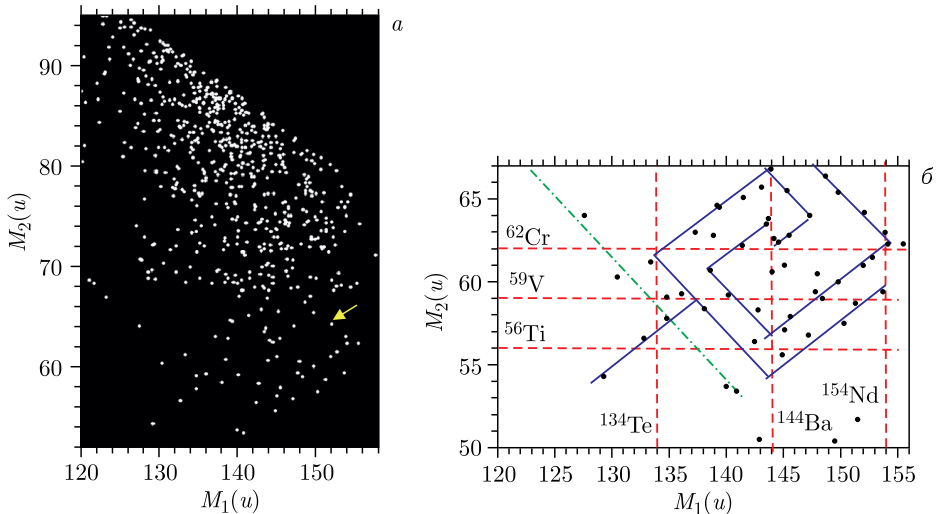 a
90
80
70
60
M₂(u)
120
130
140
150
M₁(u)
б
65
60
55
50
M₂(u)
⁶²Cr
⁵⁹V
⁵⁶Ti
¹³⁴Te
¹⁴⁴Ba
¹⁵⁴Nd
120
125
130
135
140
145
150
155
M₁(u)